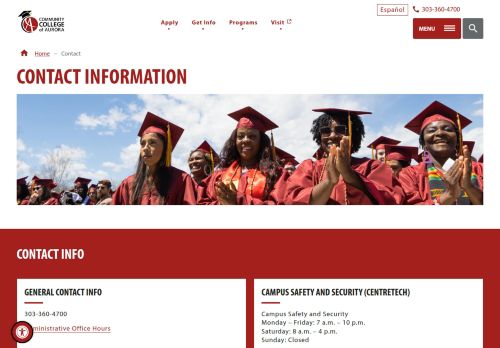 COMMUNITY
COLLEGE
of AURORA
Español
303-360-4700
Apply
Get Info
Programs
Visit
MENU
Home – Contact
CONTACT INFORMATION
CONTACT INFO
GENERAL CONTACT INFO
303-360-4700
Administrative Office Hours
CAMPUS SAFETY AND SECURITY (CENTRETECH)
Campus Safety and Security
Monday – Friday: 7 a.m. – 10 p.m.
Saturday: 8 a.m. – 4 p.m.
Sunday: Closed